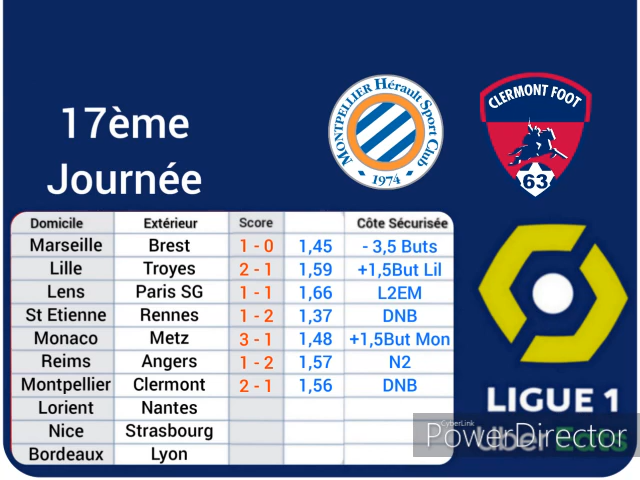 MONTPELLIER Hérault Sport Club
1974
CLERMONT FOOT
63
17ème
Journée
Domicile Extérieur Score Côte Sécurisée
Marseille Brest 1 - 0 1,45 - 3,5 Buts
Lille Troyes 2 - 1 1,59 +1,5But Lil
Lens Paris SG 1 - 1 1,66 L2EM
St Etienne Rennes 1 - 2 1,37 DNB
Monaco Metz 3 - 1 1,48 +1,5But Mon
Reims Angers 1 - 2 1,57 N2
Montpellier Clermont 2 - 1 1,56 DNB
Lorient Nantes
Nice Strasbourg
Bordeaux Lyon
LIGUE 1
Uber Eats
CyberLink
PowerDirector